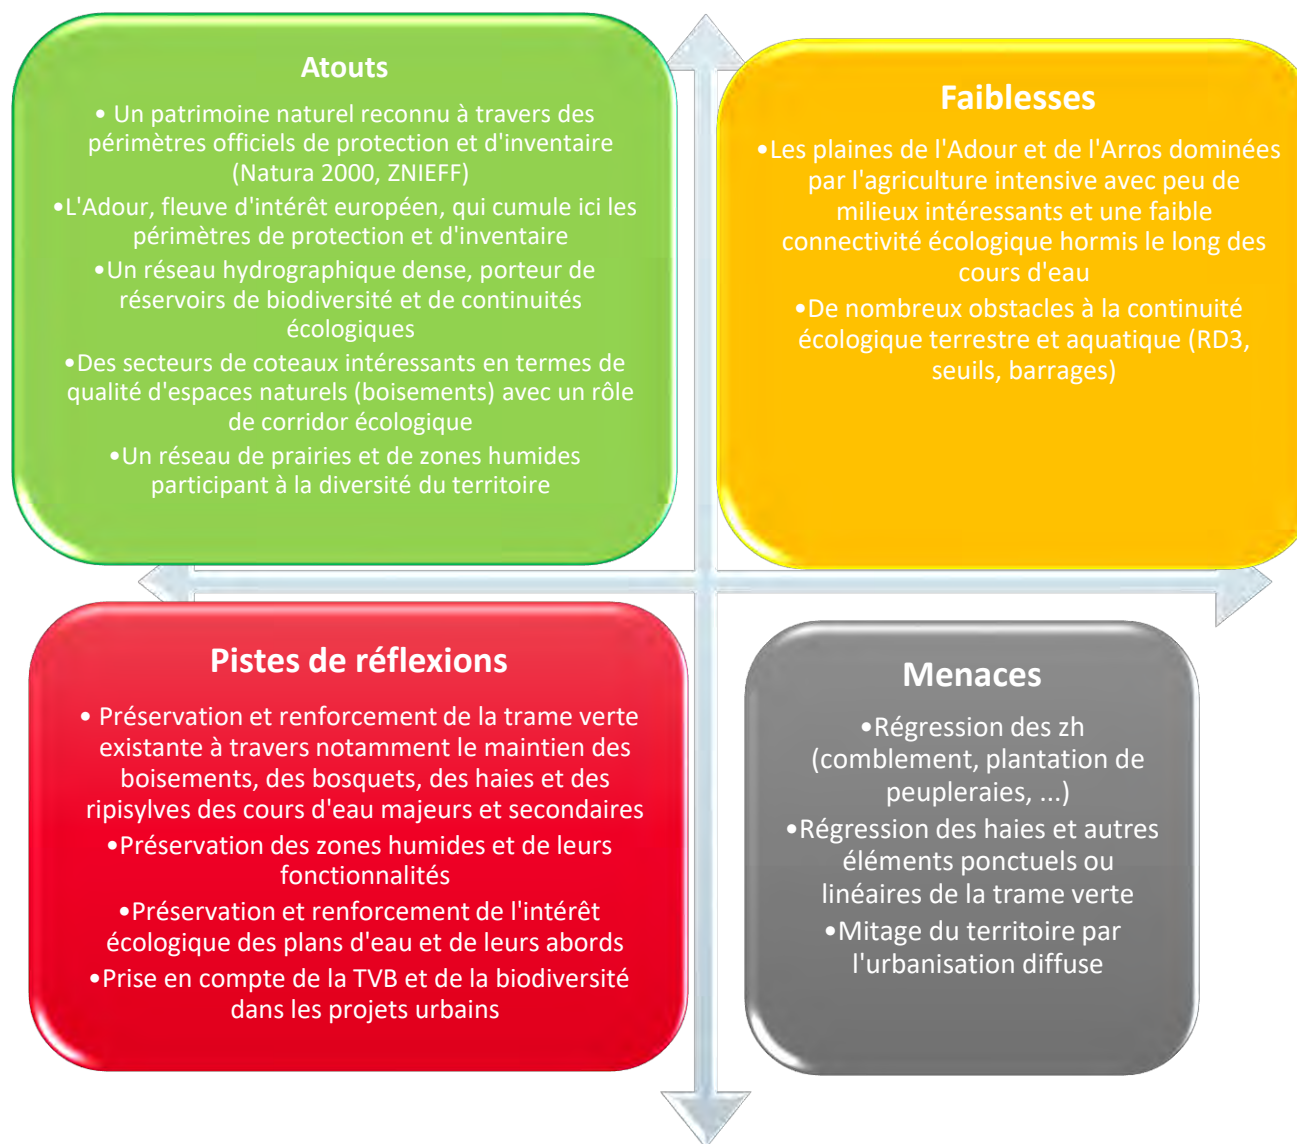 Atouts
• Un patrimoine naturel reconnu à travers des
périmètres officiels de protection et d'inventaire
(Natura 2000, ZNIEFF)
•L'Adour, fleuve d'intérêt européen, qui cumule ici les
périmètres de protection et d'inventaire
•Un réseau hydrographique dense, porteur de
réservoirs de biodiversité et de continuités
écologiques
•Des secteurs de coteaux intéressants en termes de
qualité d'espaces naturels (boisements) avec un rôle
de corridor écologique
•Un réseau de prairies et de zones humides
participant à la diversité du territoire
Faiblesses
•Les plaines de l'Adour et de l'Arros dominées
par l'agriculture intensive avec peu de
milieux intéressants et une faible
connectivité écologique hormis le long des
cours d'eau
•De nombreux obstacles à la continuité
écologique terrestre et aquatique (RD3,
seuils, barrages)
Pistes de réflexions
• Préservation et renforcement de la trame verte
existante à travers notamment le maintien des
boisements, des bosquets, des haies et des
ripisylves des cours d'eau majeurs et secondaires
•Préservation des zones humides et de leurs
fonctionnalités
•Préservation et renforcement de l'intérêt
écologique des plans d'eau et de leurs abords
•Prise en compte de la TVB et de la biodiversité
dans les projets urbains
Menaces
•Régression des zh
(comblement, plantation de
peupleraies, ...)
•Régression des haies et autres
éléments ponctuels ou
linéaires de la trame verte
•Mitage du territoire par
l'urbanisation diffuse